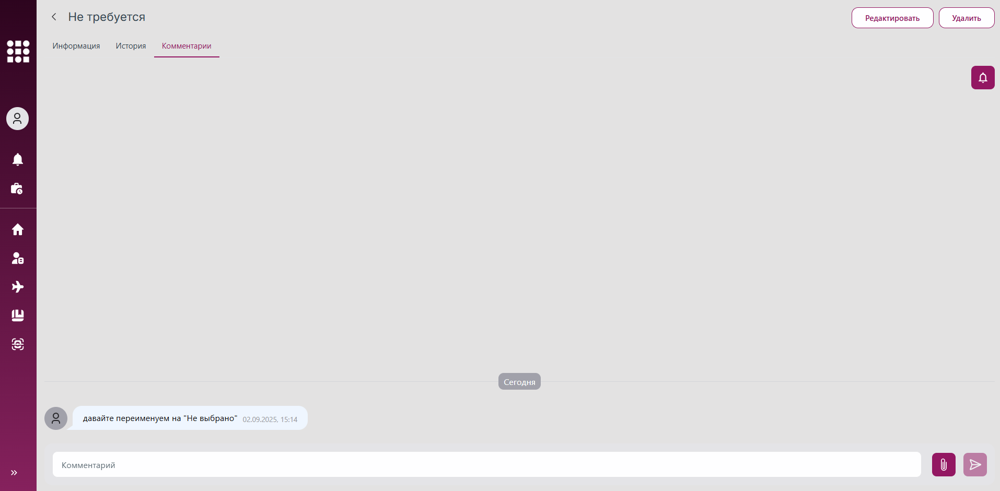 Не требуется
Редактировать
Удалить
Информация
История
Комментарии
Сегодня
давайте переименуем на "Не выбрано" 02.09.2025, 15:14
Комментарий